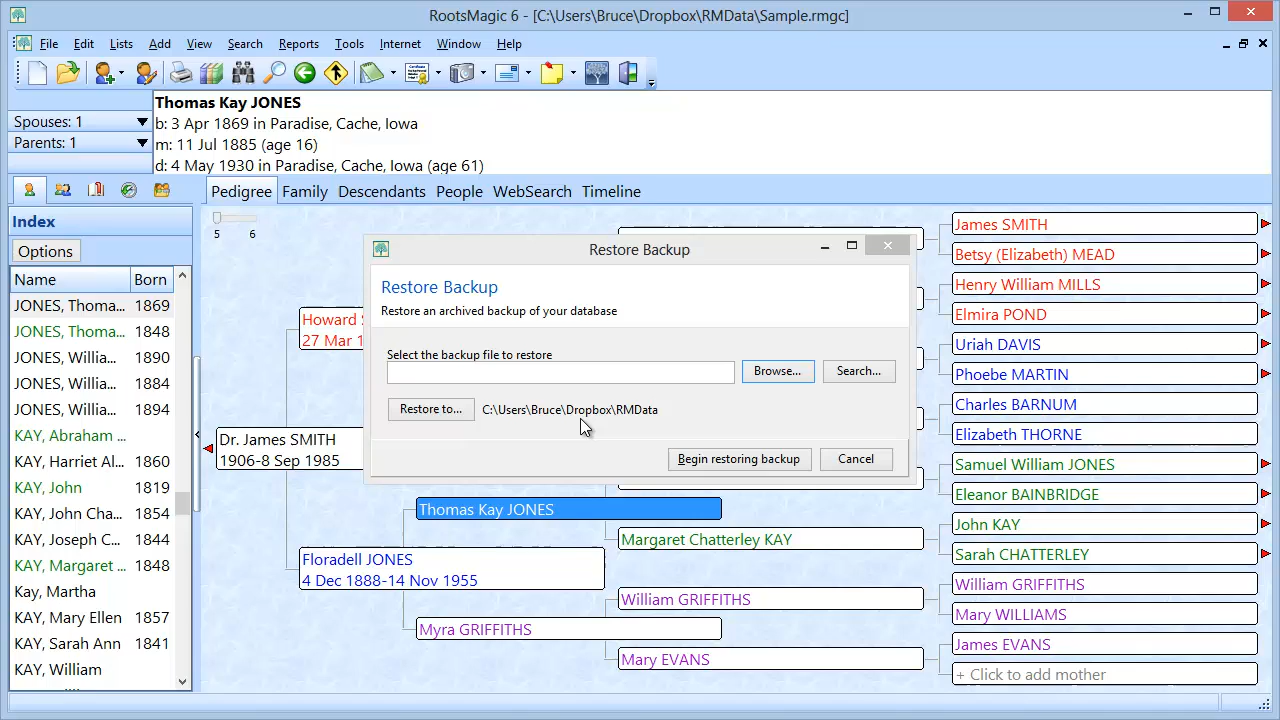 RootsMagic 6 - [C:\Users\Bruce\Dropbox\RMData\Sample.rmgc]
File Edit Lists Add View Search Reports Tools Internet Window Help
Thomas Kay JONES
Spouses: 1
b: 3 Apr 1869 in Paradise, Cache, Iowa
Parents: 1
m: 11 Jul 1885 (age 16)
d: 4 May 1930 in Paradise, Cache, Iowa (age 61)
Pedigree Family Descendants People WebSearch Timeline
Index
Options
Name Born
JONES, Thoma... 1869
JONES, Thoma... 1848
JONES, Willia... 1890
JONES, Willia... 1884
JONES, Willia... 1894
KAY, Abraham ...
KAY, Harriet Al... 1860
KAY, John 1819
KAY, John Cha... 1854
KAY, Joseph C... 1844
KAY, Margaret ... 1848
Kay, Martha
KAY, Mary Ellen 1857
KAY, Sarah Ann 1841
KAY, William
5 6
Dr. James SMITH
1906-8 Sep 1985
Howard
27 Mar 1
Floradell JONES
4 Dec 1888-14 Nov 1955
Thomas Kay JONES
Myra GRIFFITHS
Margaret Chatterley KAY
William GRIFFITHS
Mary EVANS
James SMITH
Betsy (Elizabeth) MEAD
Henry William MILLS
Elmira POND
Uriah DAVIS
Phoebe MARTIN
Charles BARNUM
Elizabeth THORNE
Samuel William JONES
Eleanor BAINBRIDGE
John KAY
Sarah CHATTERLEY
William GRIFFITHS
Mary WILLIAMS
James EVANS
+ Click to add mother
Restore Backup
Restore Backup
Restore an archived backup of your database
Select the backup file to restore
Browse... Search...
Restore to... C:\Users\Bruce\Dropbox\RMData
Begin restoring backup Cancel